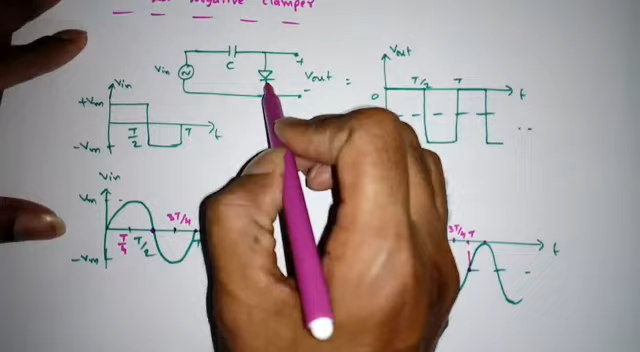 Negative clamper
Vin
C
+
-
Vout =
Vout
0
T/2
T
t
Vin
+Vm
-Vm
T/2
T
t
Vin
Vm
-Vm
T/4
T/2
3T/4
3T/4
T
t